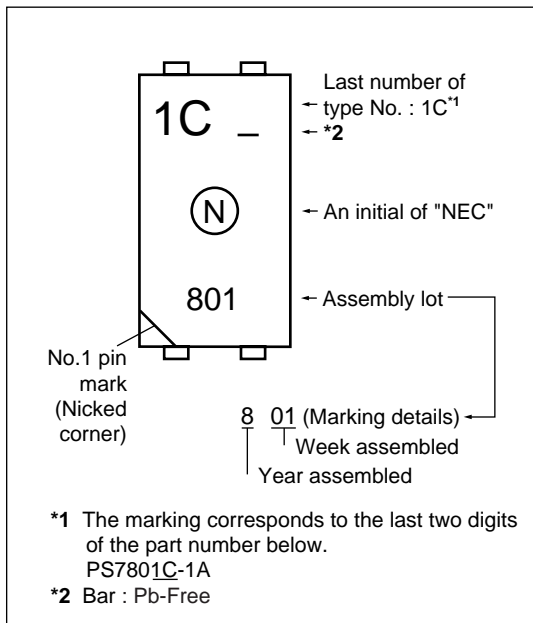 1C _
N
801
Last number of
type No. : 1C*1
*2
An initial of "NEC"
Assembly lot
No.1 pin
mark
(Nicked
corner)
8 01 (Marking details)
Week assembled
Year assembled
*1 The marking corresponds to the last two digits
of the part number below.
PS7801C-1A
*2 Bar : Pb-Free